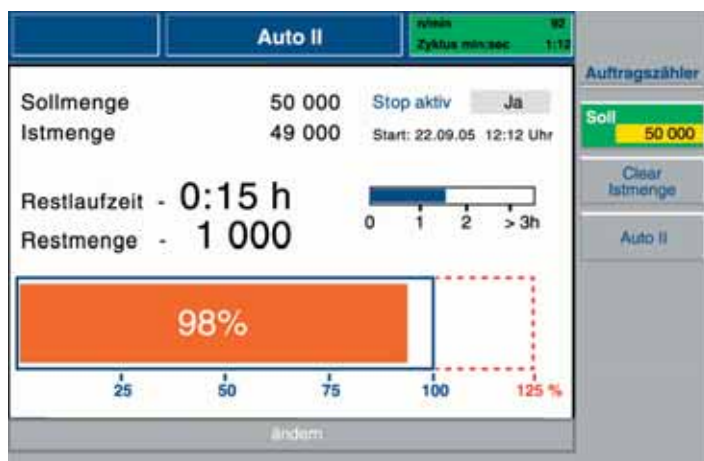 Auto II
n/min 92
Zyklus min:sec 1:12
Auftragszähler
Sollmenge 50 000 Stop aktiv Ja
Soll
50 000
Istmenge 49 000 Start: 22.09.05 12:12 Uhr
Clear
Istmenge
Restlaufzeit - 0:15 h
0 1 2 > 3h
Restmenge - 1 000
Auto II
98%
25 50 75 100 125 %
ändern